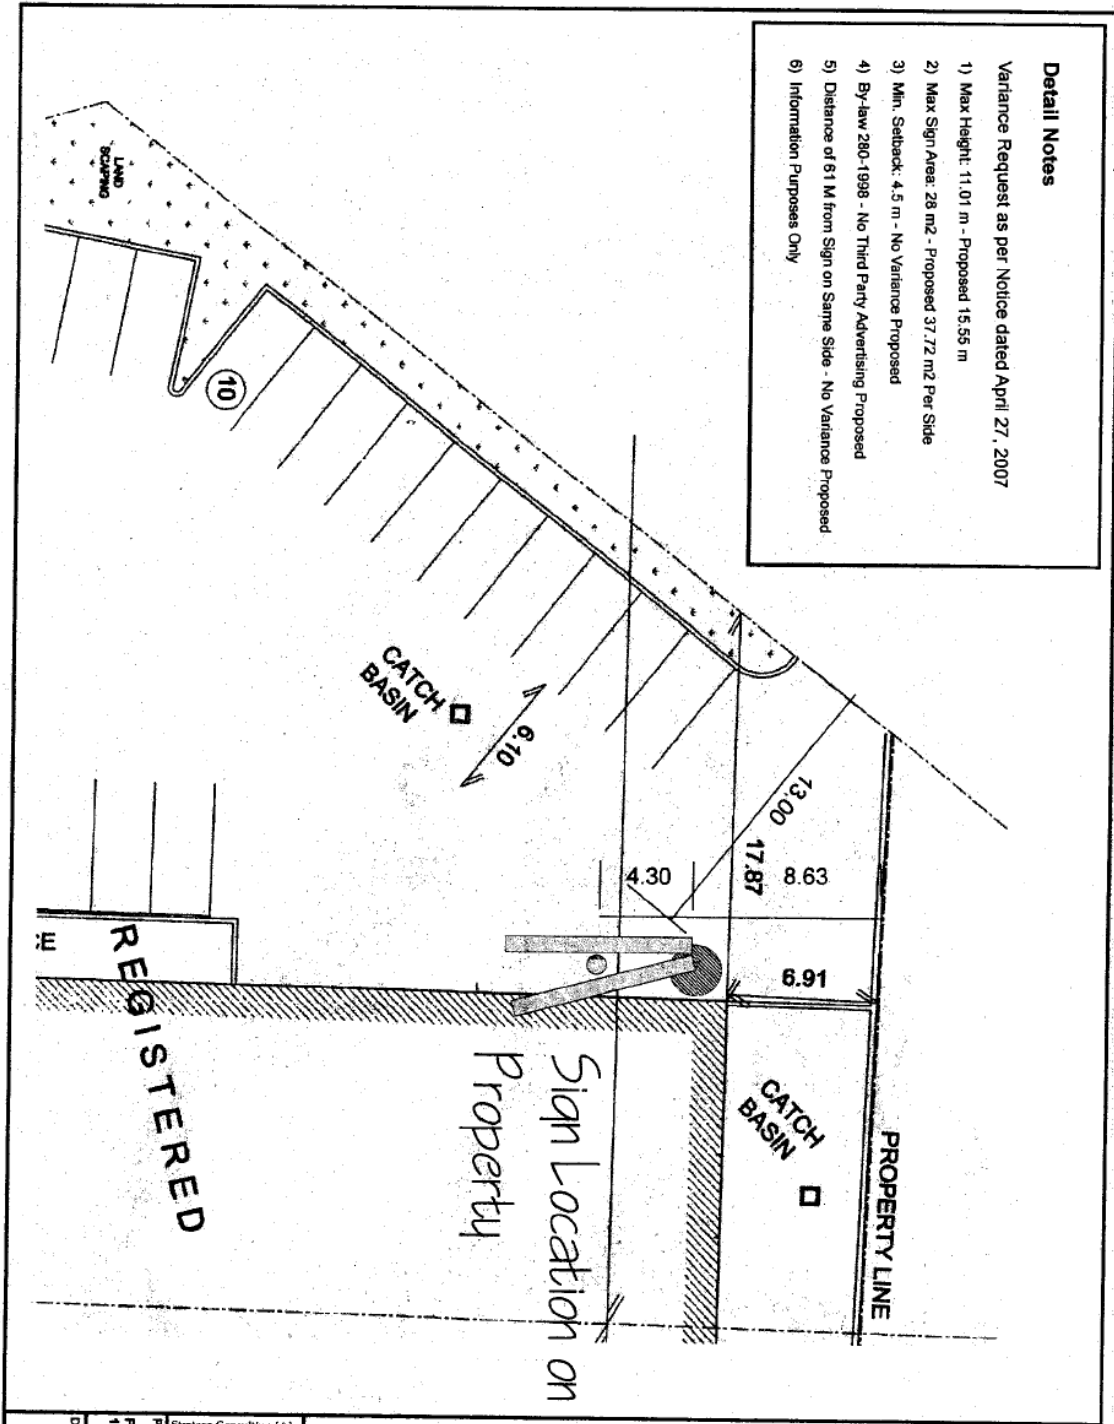 Detail Notes
Variance Request as per Notice dated April 27, 2007
1) Max Height: 11.01 m - Proposed 15.55 m
2) Max Sign Area: 28 m2 - Proposed 37.72 m2 Per Side
3) Min. Setback: 4.5 m - No Variance Proposed
4) By-law 280-1998 - No Third Party Advertising Proposed
5) Distance of 61 M from Sign on Same Side - No Variance Proposed
6) Information Purposes Only
LAND
SCAPING
10
CATCH
BASIN
6.10
13.00
17.87
8.63
4.30
6.91
CATCH
BASIN
PROPERTY LINE
CE
REGISTERED
Sign Location on
Property